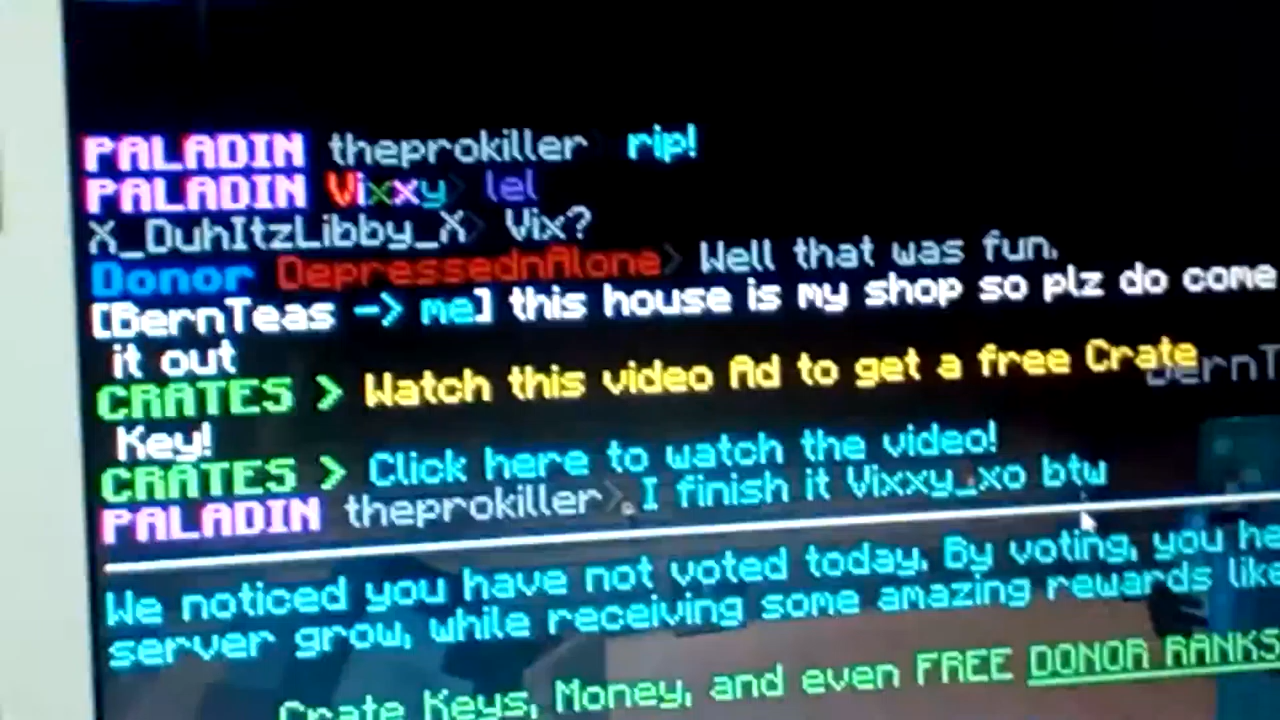 PALADIN theprokiller> rip!
PALADIN Vixxy> lel
X_DuhItzLibby_X> Vix?
Donor DepressednAlone> Well that was fun.
[BernTeas -> me] this house is my shop so plz do come
it out
CRATES > Watch this video Ad to get a free Crate
Key!
BernT
CRATES > Click here to watch the video!
PALADIN theprokiller> I finish it Vixxy_xo btw
We noticed you have not voted today. By voting, you he
server grow, while receiving some amazing rewards like
Crate Keys, Money, and even FREE DONOR RANKS